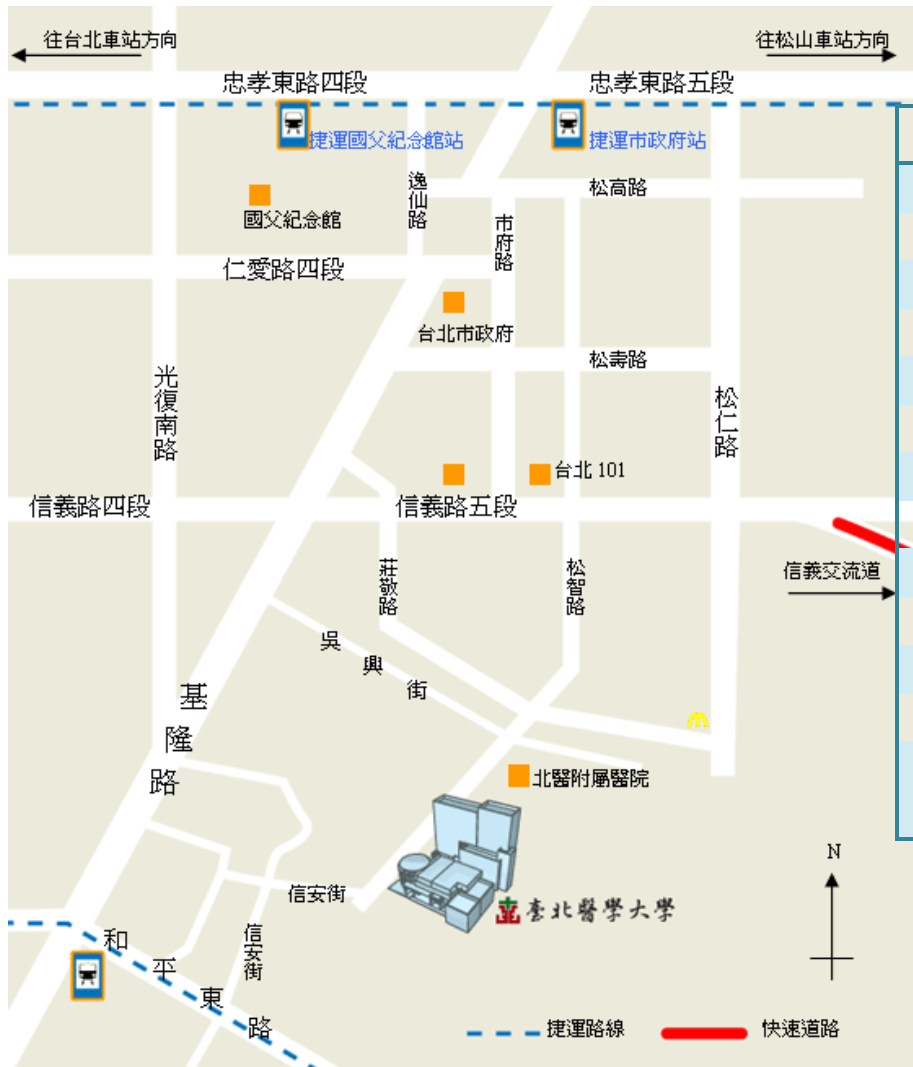 往台北車站方向
往松山車站方向
忠孝東路四段
忠孝東路五段
捷運國父紀念館站
捷運市政府站
逸仙路
松高路
國父紀念館
市府路
仁愛路四段
台北市政府
松壽路
光復南路
松仁路
台北 101
信義路四段
信義路五段
莊敬路
松智路
信義交流道
吳興街
基隆路
北醫附屬醫院
N
信安街
臺北醫學大學
信安街
和平東路
捷運路線
快速道路